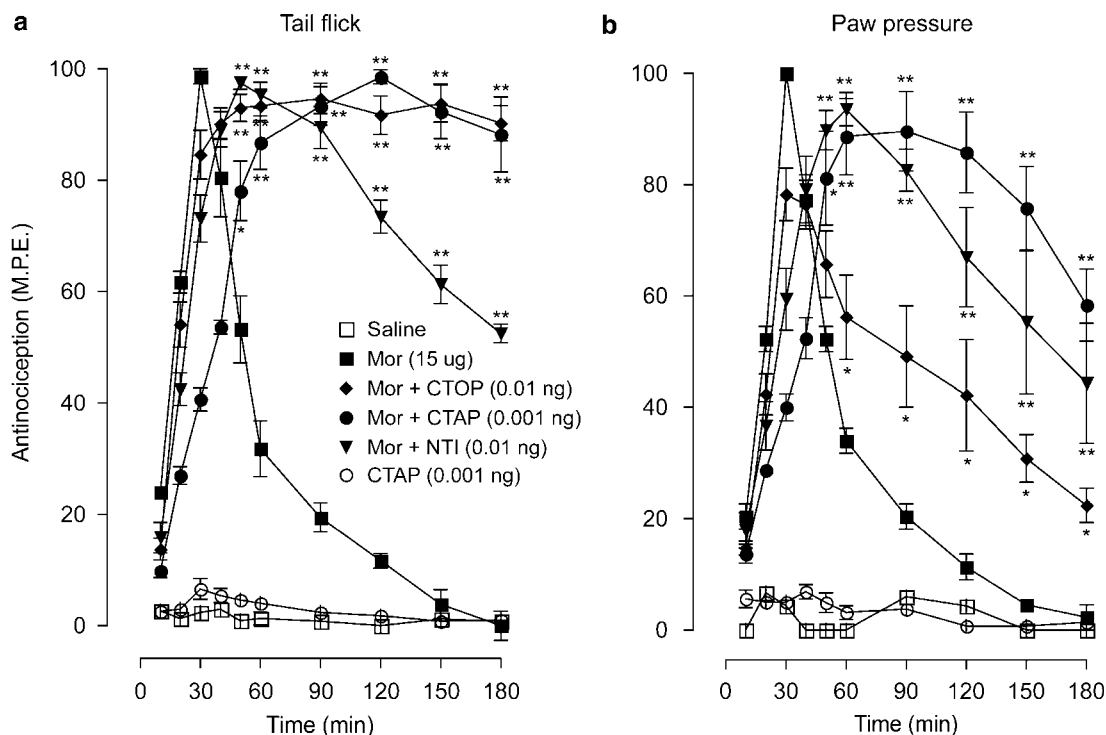 a
Tail flick
b
Paw pressure
Antinociception (M.P.E.)
100
80
60
40
20
0
** ** ** ** ** **
** ** ** ** ** **
*
** ** **
Saline
Mor (15 ug)
Mor + CTOP (0.01 ng)
Mor + CTAP (0.001 ng)
Mor + NTI (0.01 ng)
CTAP (0.001 ng)
0 30 60 90 120 150 180
Time (min)
100
80
60
40
20
0
** ** ** ** ** **
* ** ** ** ** **
* * * * *
0 30 60 90 120 150 180
Time (min)